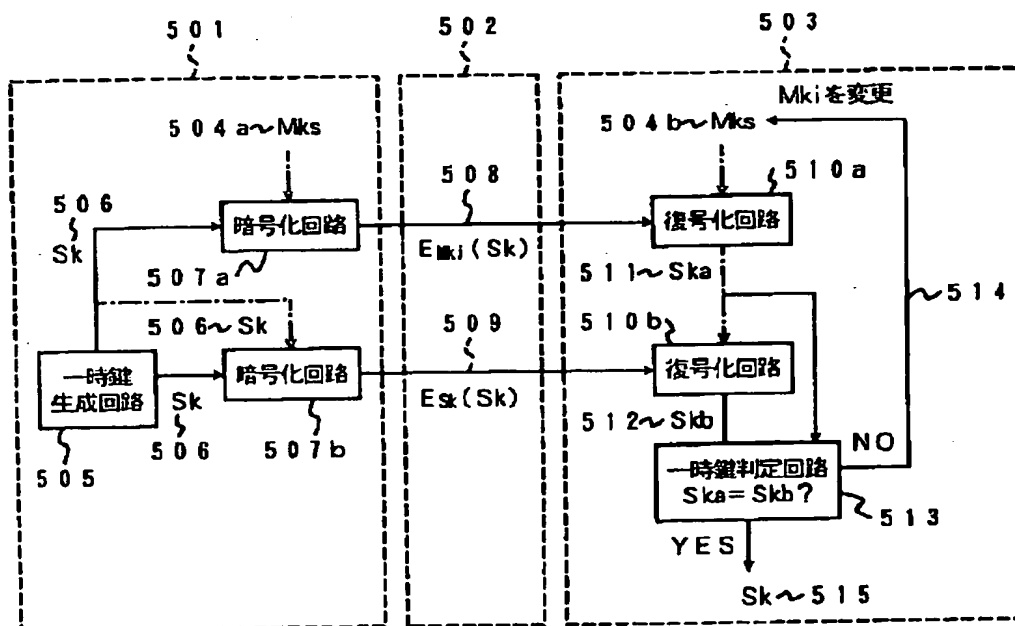 501
502
503
Mkiを変更
504a~Mks
504b~Mks
508
510a
506
Sk
暗号化回路
復号化回路
507a
EMki(Sk)
511~Ska
514
506~Sk
509
510b
一時鍵
生成回路
Sk
暗号化回路
復号化回路
ESk(Sk)
512~Skb
505
506
507b
NO
一時鍵判定回路
Ska=Skb?
513
YES
Sk~515